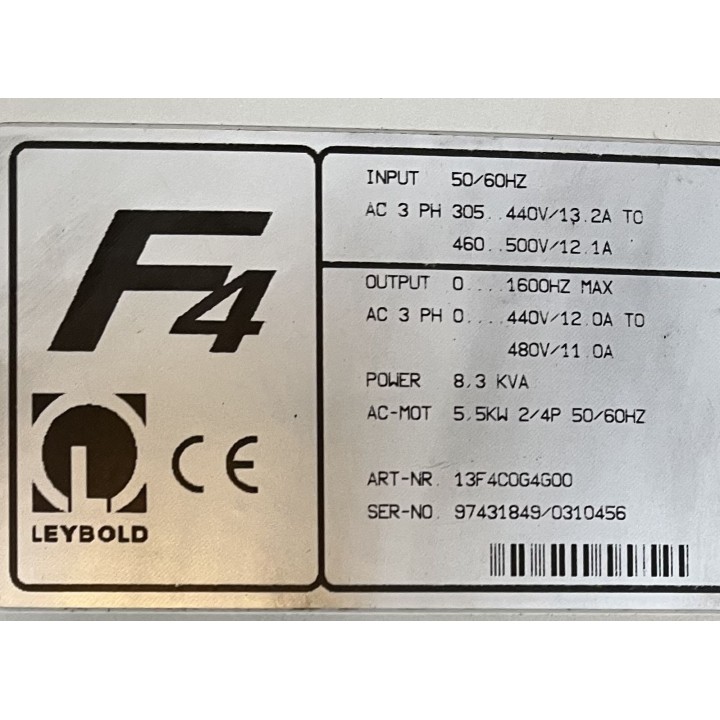 F4
LEYBOLD
CE
INPUT 50/60HZ
AC 3 PH 305..440V/13.2A TO
460..500V/12.1A
OUTPUT 0....1600HZ MAX
AC 3 PH 0....440V/12.0A TO
480V/11.0A
POWER 8,3 KVA
AC-MOT 5,5KW 2/4P 50/60HZ
ART-NR. 13F4C0G4G00
SER-NO. 97431849/0310456